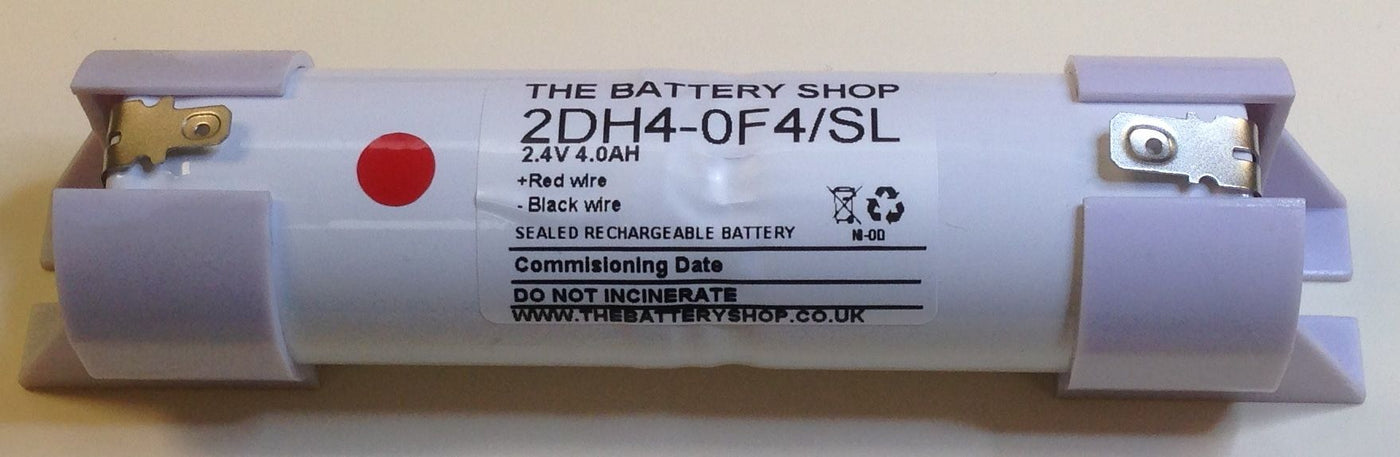 THE BATTERY SHOP
2DH4-0F4/SL
2.4V 4.0AH
+Red wire
- Black wire
NI-OD
SEALED RECHARGEABLE BATTERY
Commisioning Date
DO NOT INCINERATE
WWW.THEBATTERYSHOP.CO.UK